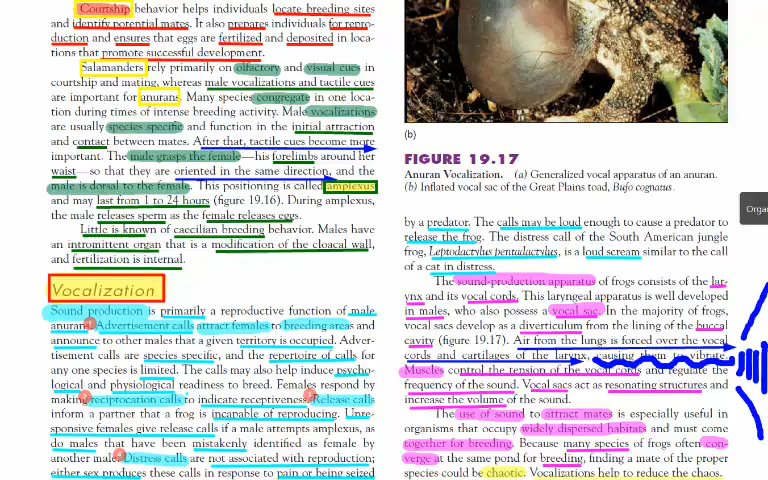 Courtship behavior helps individuals locate breeding sites
and identify potential mates. It also prepares individuals for repro-
duction and ensures that eggs are fertilized and deposited in loca-
tions that promote successful development.
Salamanders rely primarily on olfactory and visual cues in
courtship and mating, whereas male vocalizations and tactile cues
are important for anurans. Many species congregate in one loca-
tion during times of intense breeding activity. Male vocalizations
are usually species specific and function in the initial attraction
and contact between mates. After that, tactile cues become more
important. The male grasps the female—his forelimbs around her
waist—so that they are oriented in the same direction, and the
male is dorsal to the female. This positioning is called amplexus
and may last from 1 to 24 hours (figure 19.16). During amplexus,
the male releases sperm as the female releases eggs.
Little is known of caecilian breeding behavior. Males have
an intromittent organ that is a modification of the cloacal wall,
and fertilization is internal.
Vocalization
Sound production is primarily a reproductive function of male
anurans. Advertisement calls attract females to breeding areas and
announce to other males that a given territory is occupied. Adver-
tisement calls are species specific, and the repertoire of calls for
any one species is limited. The calls may also help induce psycho-
logical and physiological readiness to breed. Females respond by
making reciprocation calls to indicate receptiveness. Release calls
inform a partner that a frog is incapable of reproducing. Unre-
sponsive females give release calls if a male attempts amplexus, as
do males that have been mistakenly identified as female by
another male. Distress calls are not associated with reproduction;
either sex produces these calls in response to pain or being seized
(b)
FIGURE 19.17
Anuran Vocalization. (a) Generalized vocal apparatus of an anuran.
(b) Inflated vocal sac of the Great Plains toad, Bufo cognatus.
by a predator. The calls may be loud enough to cause a predator to
release the frog. The distress call of the South American jungle
frog, Leptodactylus pentadactylus, is a loud scream similar to the call
of a cat in distress.
The sound-production apparatus of frogs consists of the lar-
ynx and its vocal cords. This laryngeal apparatus is well developed
in males, who also possess a vocal sac. In the majority of frogs,
vocal sacs develop as a diverticulum from the lining of the buccal
cavity (figure 19.17). Air from the lungs is forced over the vocal
cords and cartilages of the larynx, causing them to vibrate.
Muscles control the tension of the vocal cords and regulate the
frequency of the sound. Vocal sacs act as resonating structures and
increase the volume of the sound.
The use of sound to attract mates is especially useful in
organisms that occupy widely dispersed habitats and must come
together for breeding. Because many species of frogs often con-
verge at the same pond for breeding, finding a mate of the proper
species could be chaotic. Vocalizations help to reduce the chaos.